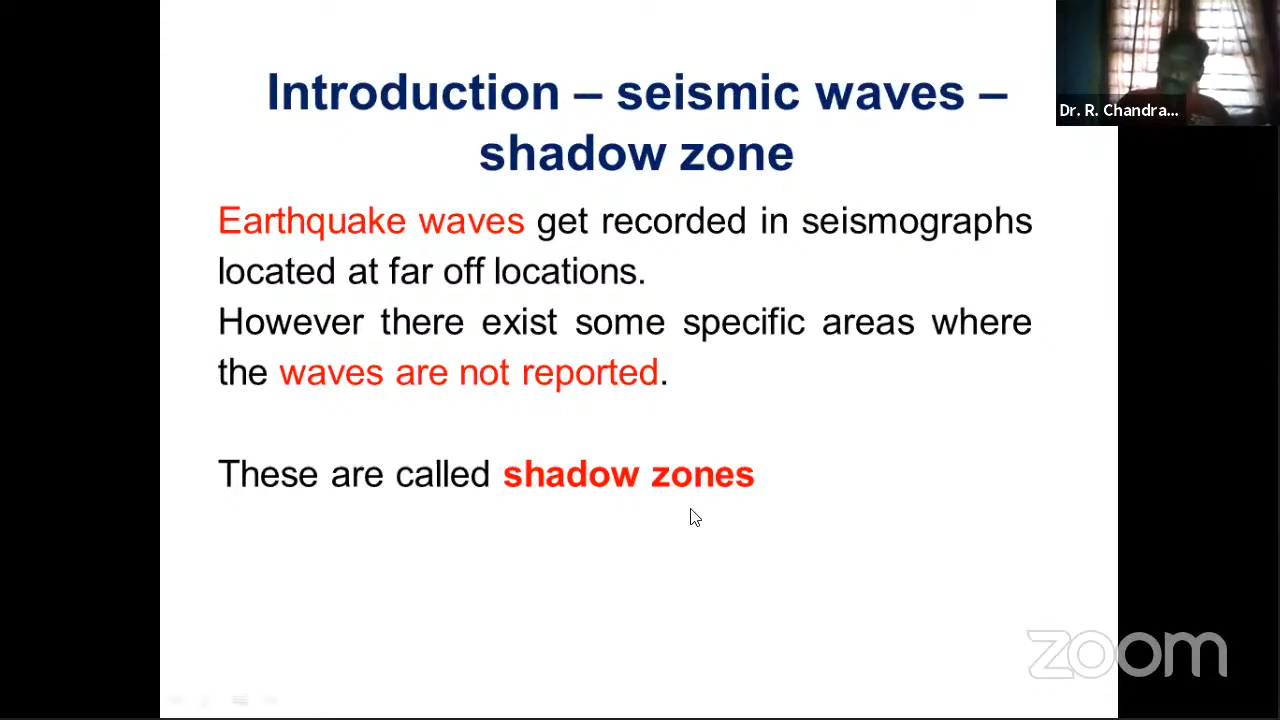 Introduction – seismic waves –
shadow zone
Earthquake waves get recorded in seismographs
located at far off locations.
However there exist some specific areas where
the waves are not reported.
These are called shadow zones
Dr. R. Chandra...
zoom